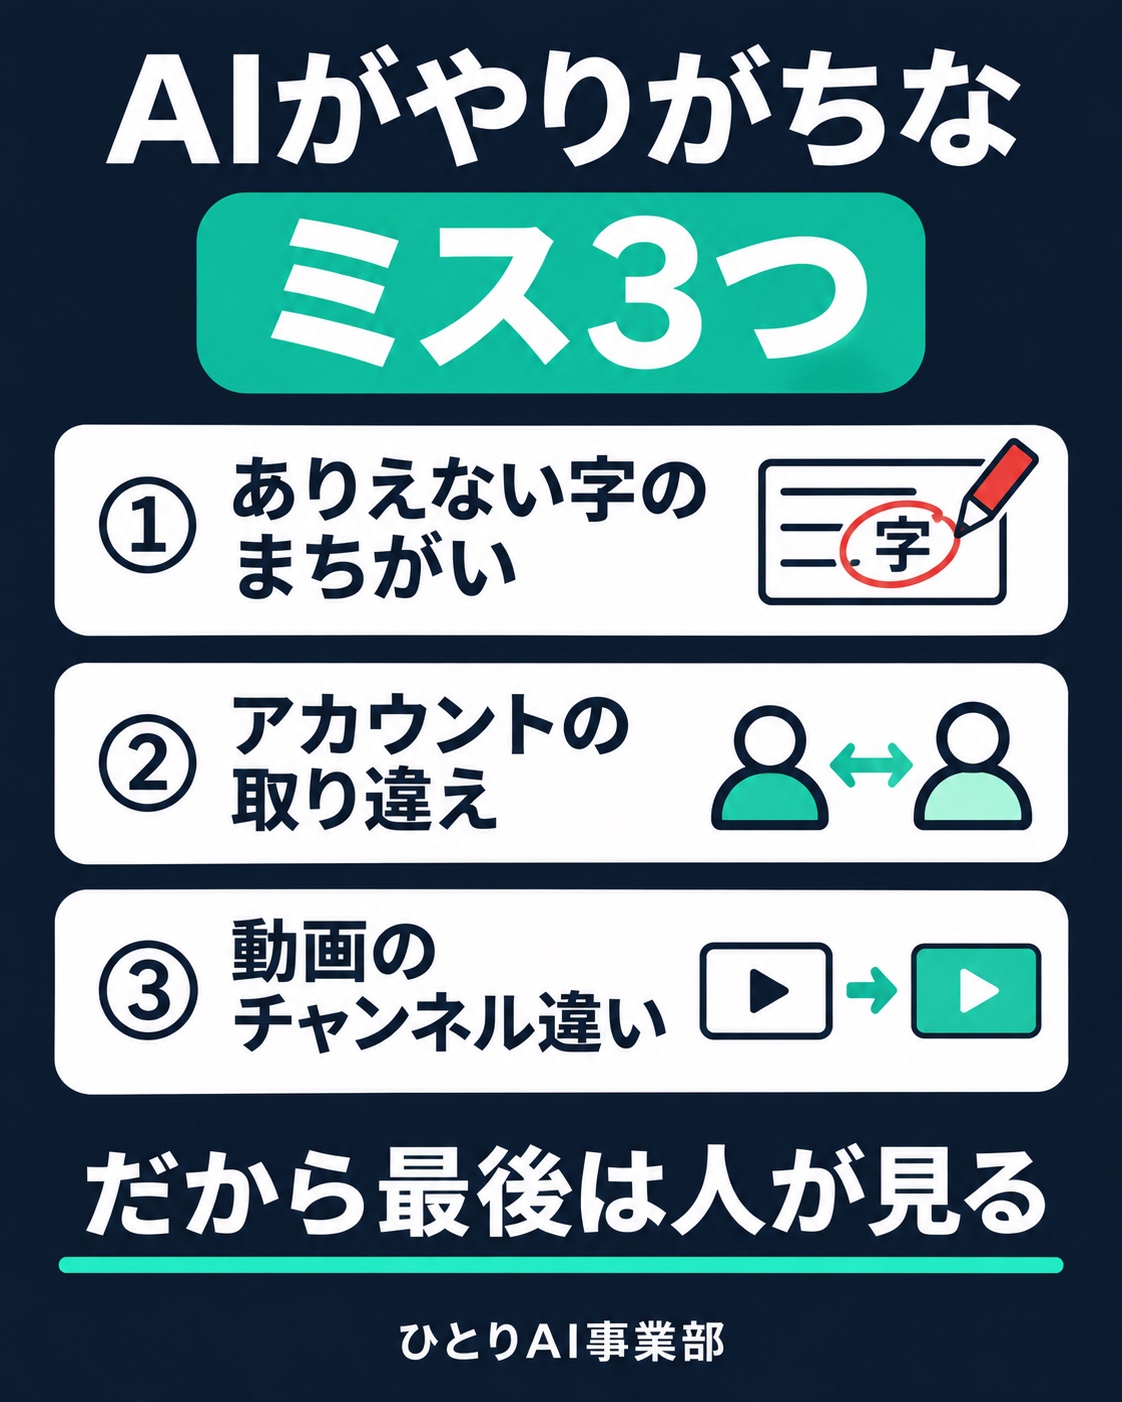 AIがやりがちな
ミス3つ
① ありえない字の
まちがい
字
② アカウントの
取り違え
③ 動画の
チャンネル違い
だから最後は人が見る
ひとりAI事業部